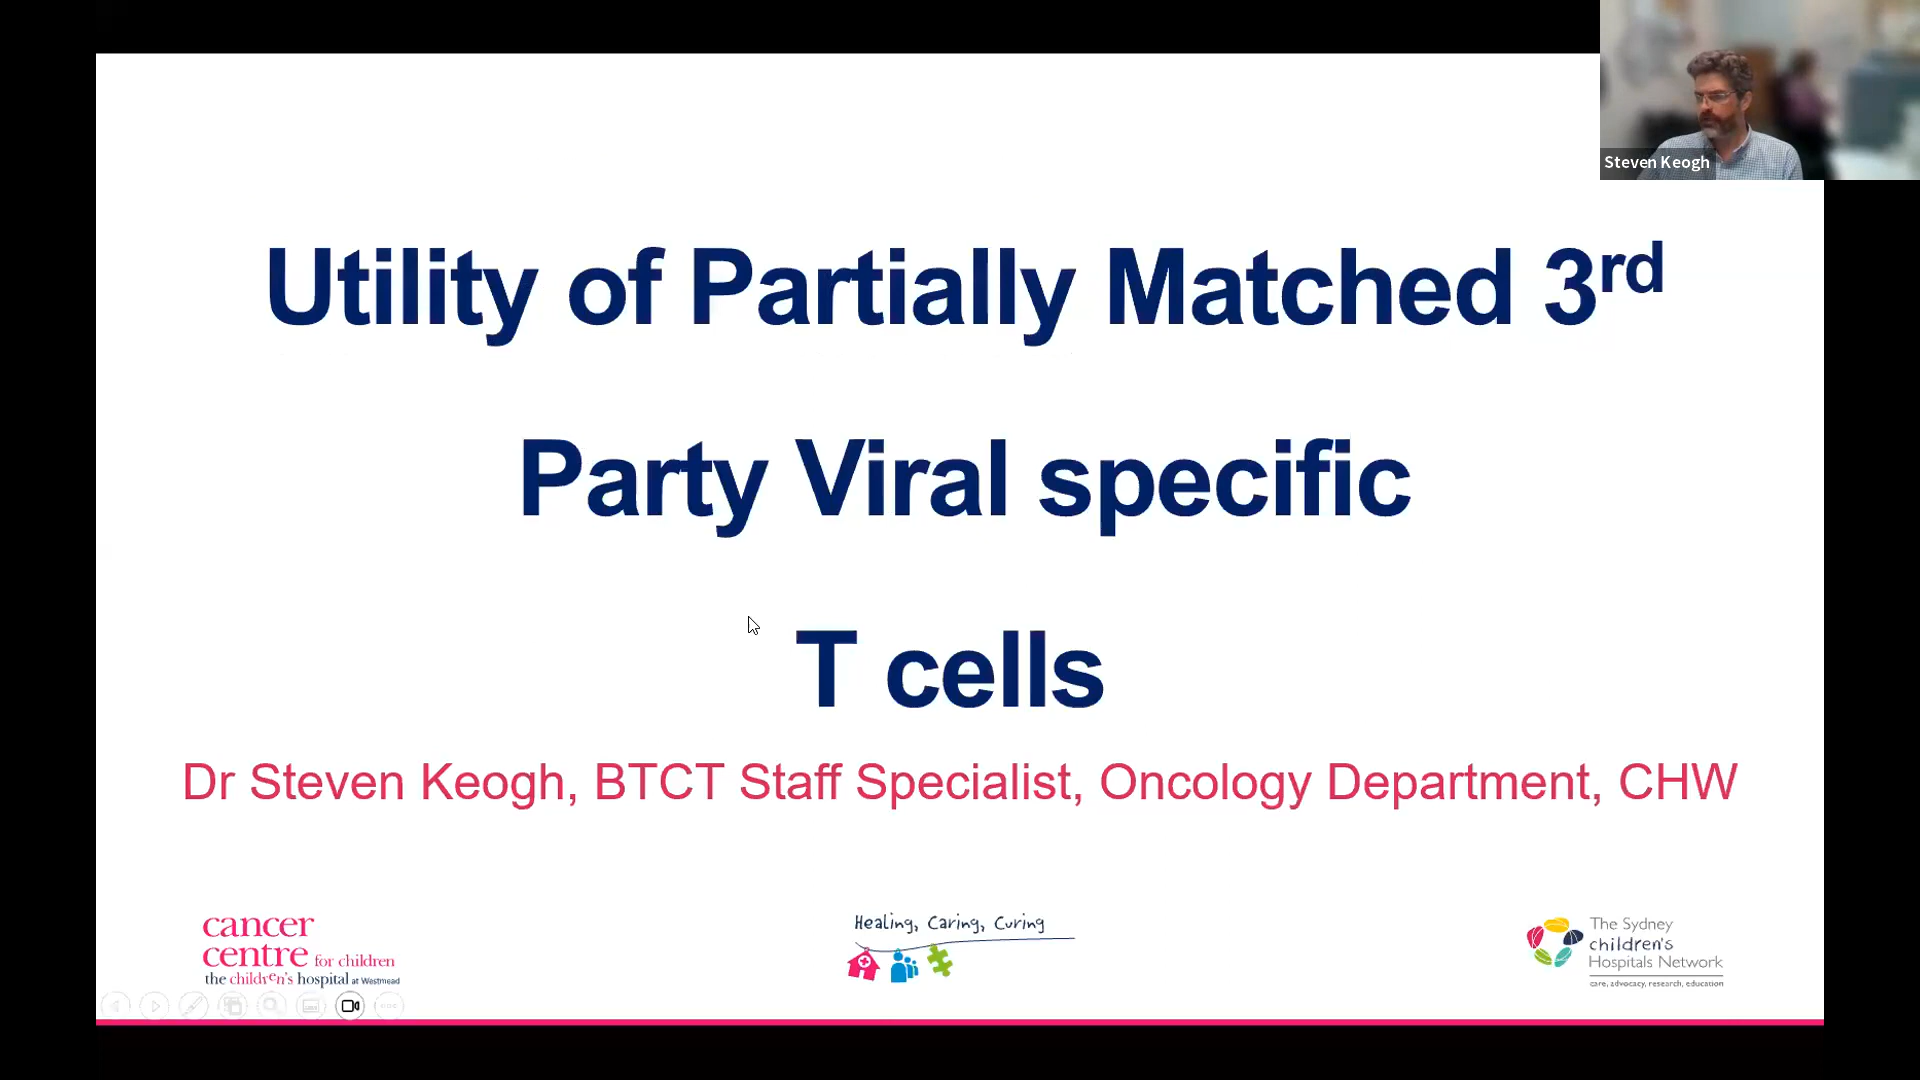 Steven Keogh
Utility of Partially Matched 3rd
Party Viral specific
T cells
Dr Steven Keogh, BTCT Staff Specialist, Oncology Department, CHW
cancer
centre for children
the children's hospital at Westmead
Healing, Caring, Curing
The Sydney
children's
Hospitals Network
care, advocacy, research, education